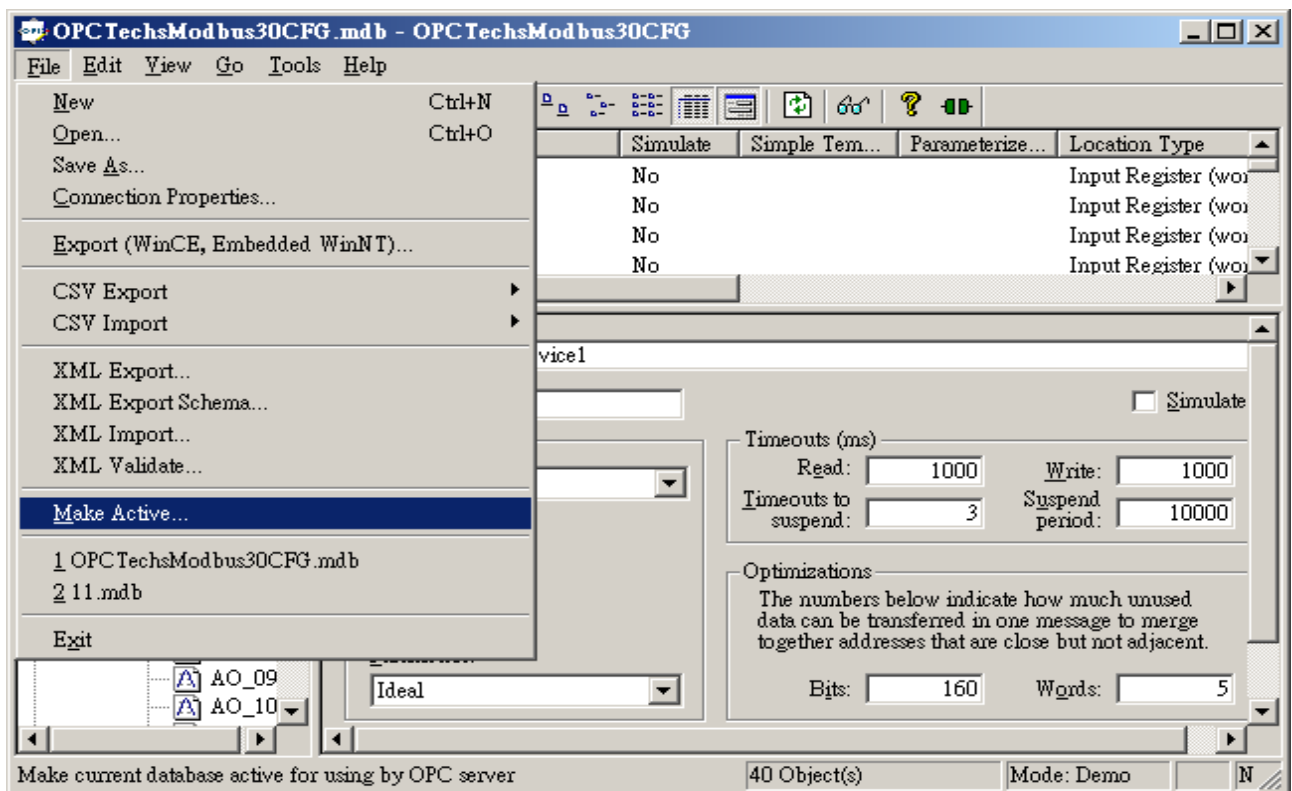 OPCTechsModbus30CFG.mdb - OPCTechsModbus30CFG
File Edit View Go Tools Help
New Ctrl+N
Open... Ctrl+O
Save As...
Connection Properties...
Export (WinCE, Embedded WinNT)...
CSV Export
CSV Import
XML Export...
XML Export Schema...
XML Import...
XML Validate...
Make Active...
1 OPCTechsModbus30CFG.mdb
2 11.mdb
Exit
Simulate Simple Tem... Parameterize... Location Type
No Input Register (wor
No Input Register (wor
No Input Register (wor
No Input Register (wor
vice1
Simulate
Timeouts (ms)
Read: 1000 Write: 1000
Timeouts to suspend: 3 Suspend period: 10000
Optimizations
The numbers below indicate how much unused
data can be transferred in one message to merge
together addresses that are close but not adjacent.
Bits: 160 Words: 5
Ideal
AO_09
AO_10
Make current database active for using by OPC server 40 Object(s) Mode: Demo N